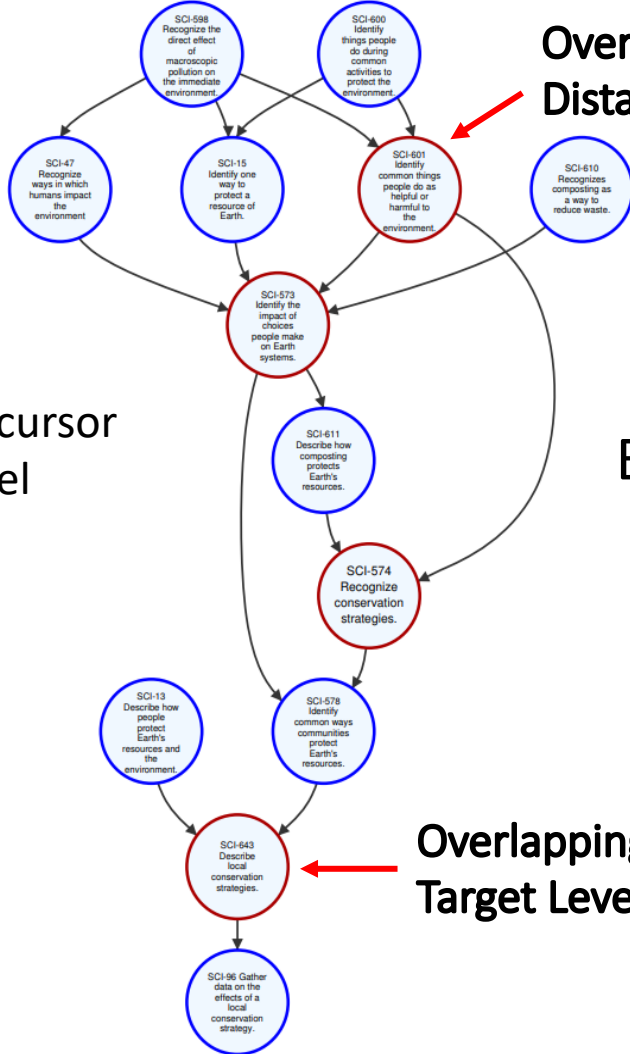 SCI-598
Recognize the
direct effect
of
macroscopic
pollution on
the immediate
environment.
SCI-600
Identify
things people
do during
common
activities to
protect the
environment.
Over
Dista
SCI-47
Recognize
ways in which
humans impact
the
environment
SCI-15
Identify one
way to
protect a
resource of
Earth.
SCI-601
Identify
common things
people do as
helpful or
harmful to
the
environment.
SCI-610
Recognizes
composting as
a way to
reduce waste.
SCI-573
Identify the
impact of
choices
people make
on Earth
systems.
cursor
el
SCI-611
Describe how
composting
protects
Earth's
resources.
E
SCI-574
Recognize
conservation
strategies.
SCI-13
Describe how
people
protect
Earth's
resources and
the
environment.
SCI-578
Identify
common ways
communities
protect
Earth's
resources.
SCI-643
Describe
local
conservation
strategies.
Overlapping
Target Leve
SCI-96 Gather
data on the
effects of a
local
conservation
strategy.